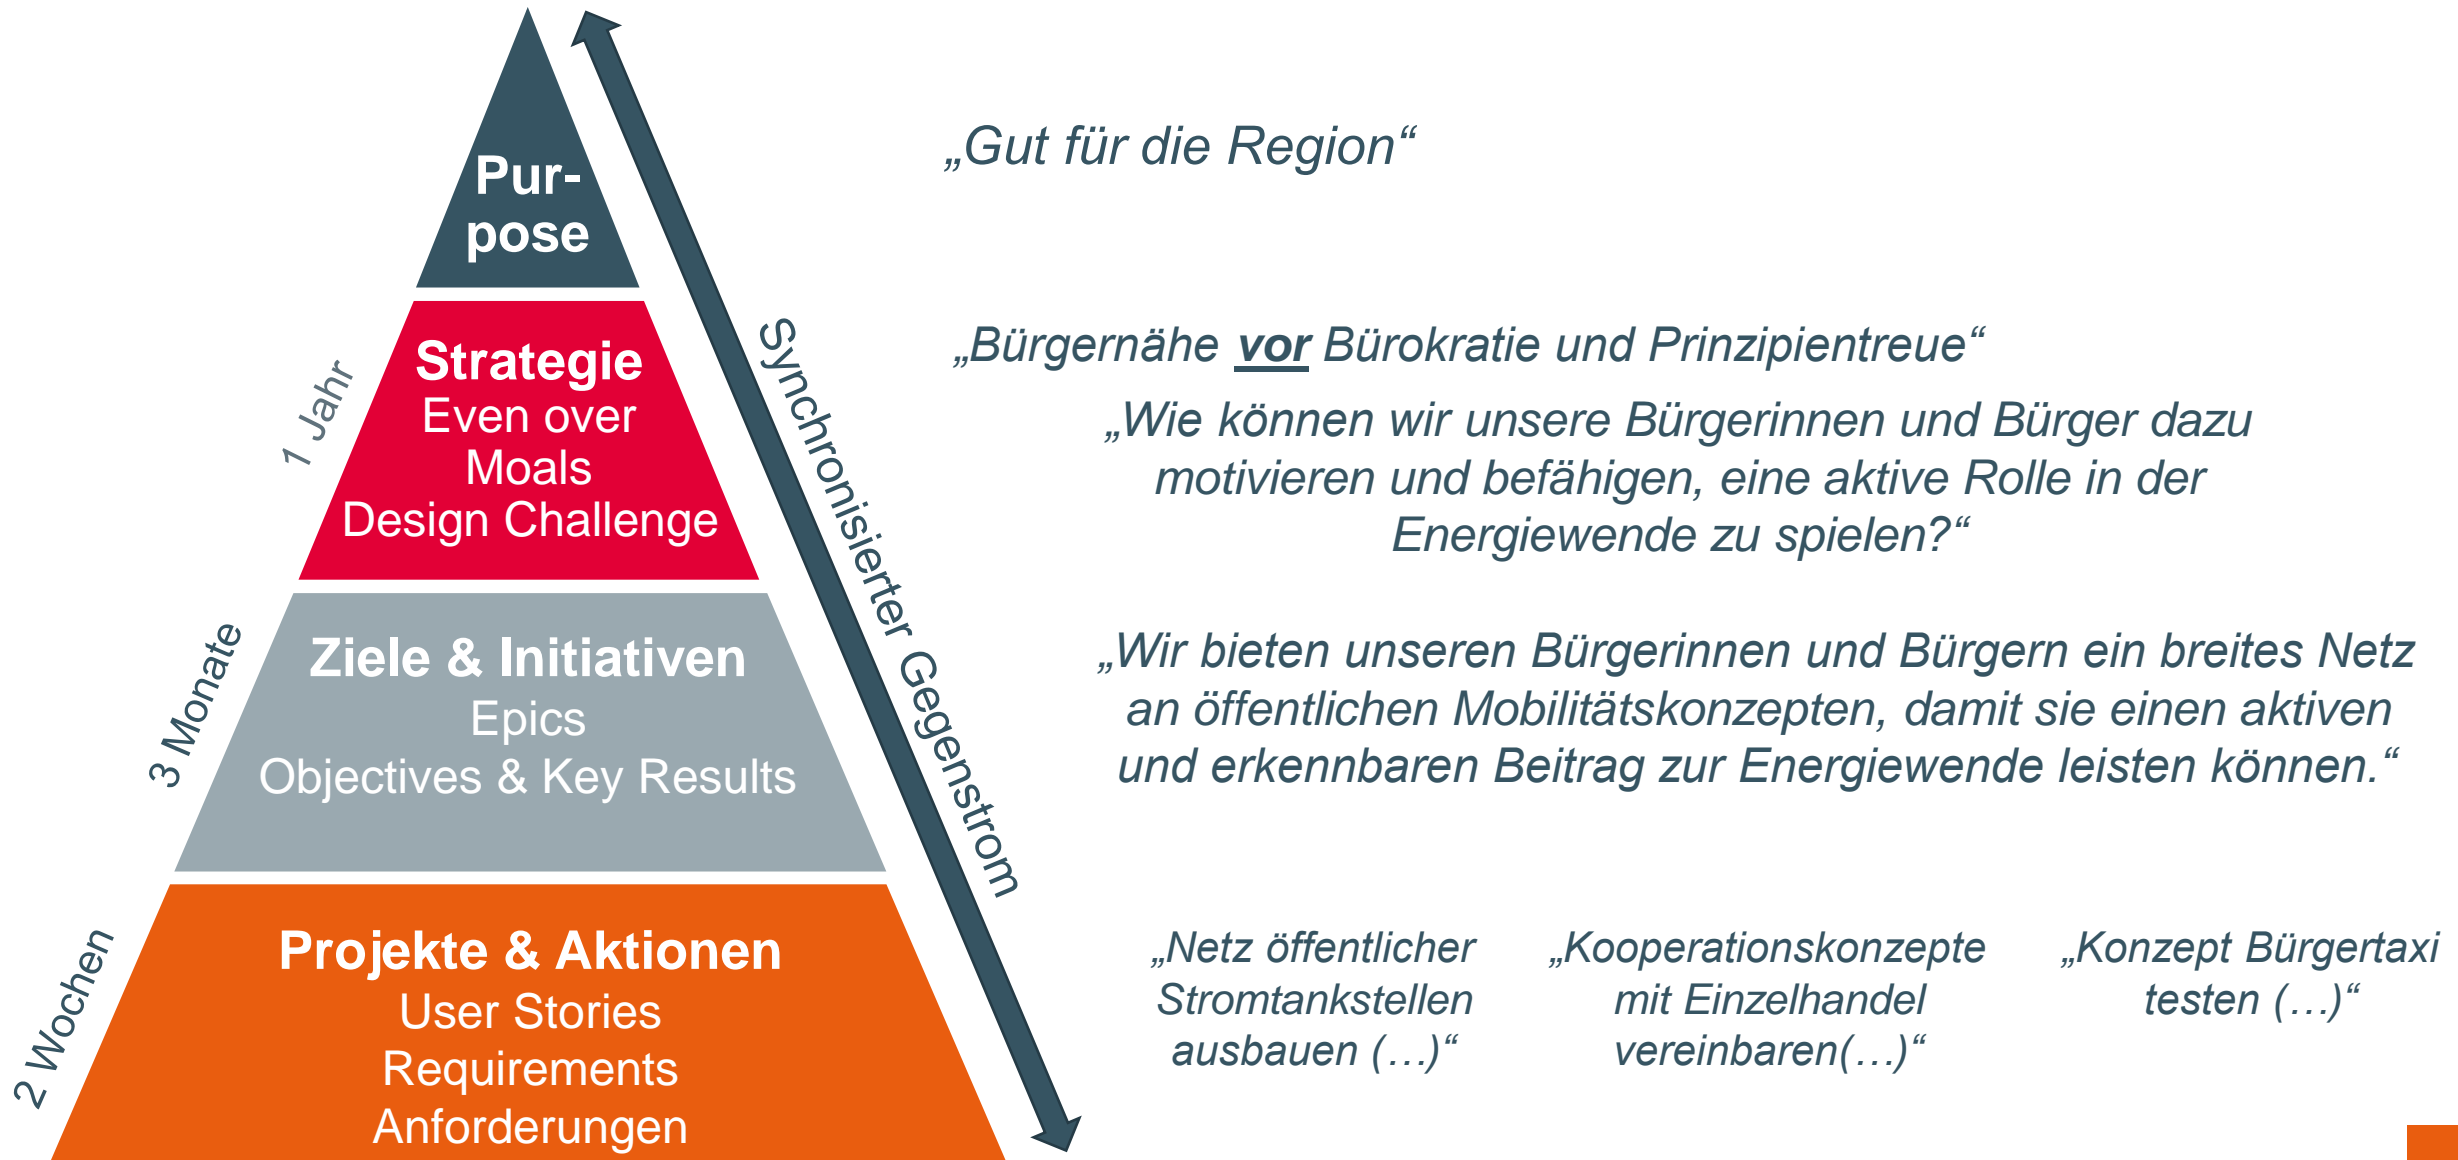 Pur-
pose
„Gut für die Region“
1 Jahr
Strategie
Even over
Moals
Design Challenge
„Bürgernähe vor Bürokratie und Prinzipientreue“
„Wie können wir unsere Bürgerinnen und Bürger dazu
motivieren und befähigen, eine aktive Rolle in der
Energiewende zu spielen?“
3 Monate
Ziele & Initiativen
Epics
Objectives & Key Results
„Wir bieten unseren Bürgerinnen und Bürgern ein breites Netz
an öffentlichen Mobilitätskonzepten, damit sie einen aktiven
und erkennbaren Beitrag zur Energiewende leisten können.“
2 Wochen
Projekte & Aktionen
User Stories
Requirements
Anforderungen
„Netz öffentlicher
Stromtankstellen
ausbauen (…)“
„Kooperationskonzepte
mit Einzelhandel
vereinbaren(…)“
„Konzept Bürgertaxi
testen (…)“
Synchronisierter Gegenstrom